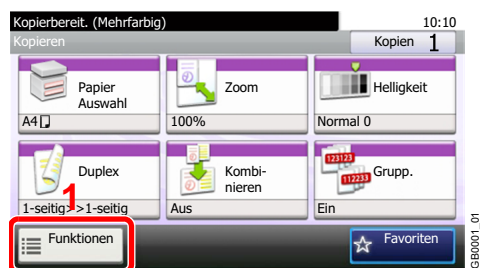 Kopierbereit. (Mehrfarbig)
10:10
Kopieren
Kopien 1
Papier
Auswahl
A4
Zoom
100%
Helligkeit
Normal 0
Duplex
1-seitig>>1-seitig
1
Kombi-
nieren
Aus
123123
112233
Grupp.
Ein
Funktionen
Favoriten
GB0001_01